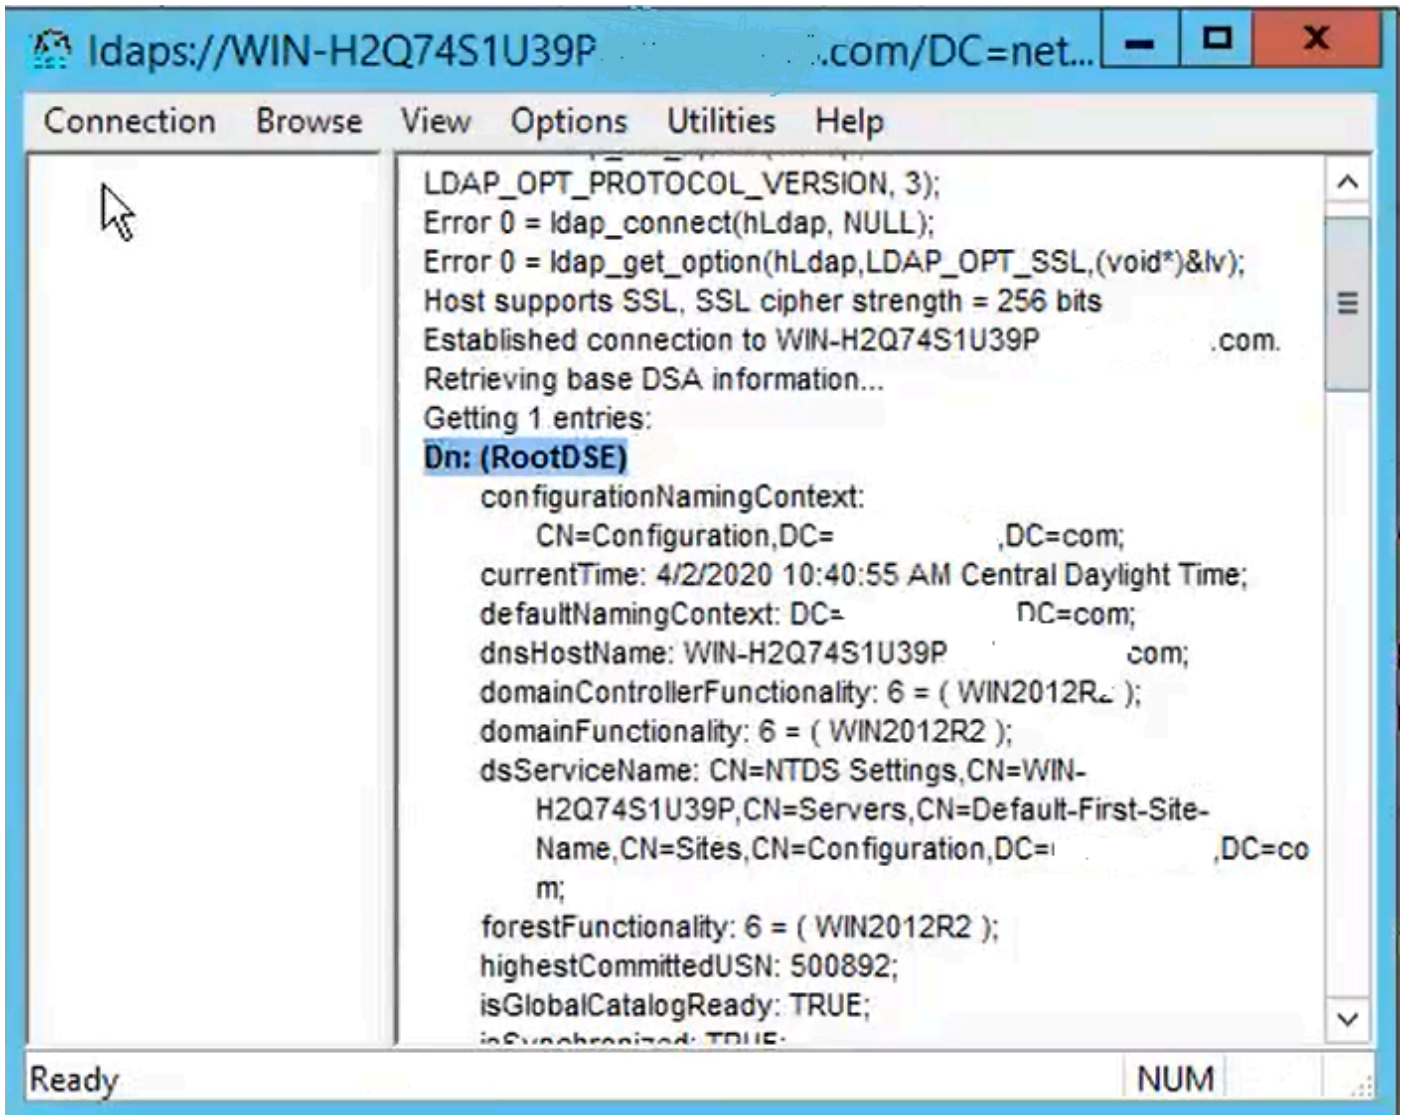 ldaps://WIN-H2Q74S1U39P .com/DC=net...
Connection Browse View Options Utilities Help
LDAP_OPT_PROTOCOL_VERSION, 3);
Error 0 = ldap_connect(hLdap, NULL);
Error 0 = ldap_get_option(hLdap,LDAP_OPT_SSL,(void*)&lv);
Host supports SSL, SSL cipher strength = 256 bits
Established connection to WIN-H2Q74S1U39P .com.
Retrieving base DSA information...
Getting 1 entries:
Dn: (RootDSE)
configurationNamingContext:
CN=Configuration,DC= ,DC=com;
currentTime: 4/2/2020 10:40:55 AM Central Daylight Time;
defaultNamingContext: DC= DC=com;
dnsHostName: WIN-H2Q74S1U39P com;
domainControllerFunctionality: 6 = ( WIN2012R2 );
domainFunctionality: 6 = ( WIN2012R2 );
dsServiceName: CN=NTDS Settings,CN=WIN-
H2Q74S1U39P,CN=Servers,CN=Default-First-Site-
Name,CN=Sites,CN=Configuration,DC= ,DC=co
m;
forestFunctionality: 6 = ( WIN2012R2 );
highestCommittedUSN: 500892;
isGlobalCatalogReady: TRUE;
isSynchronized: TRUE;
Ready NUM